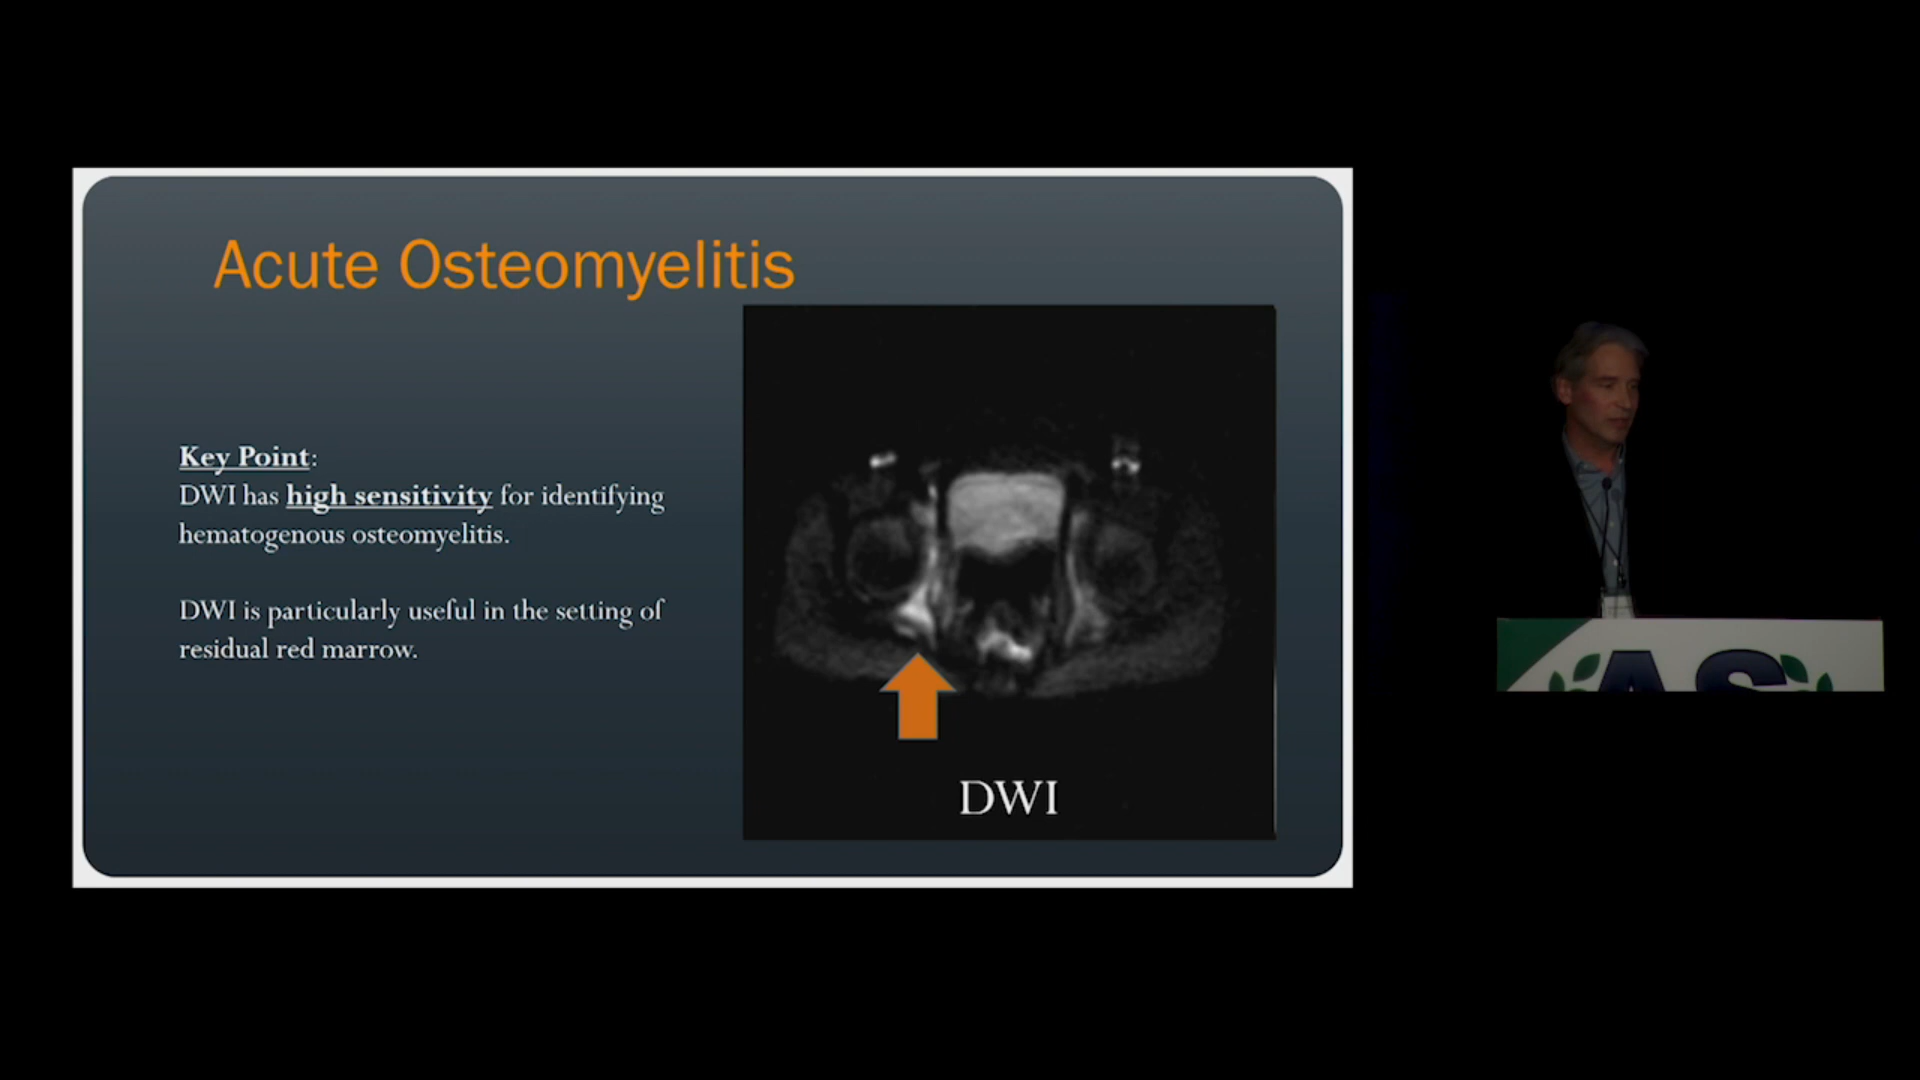 Acute Osteomyelitis
Key Point:
DWI has high sensitivity for identifying
hematogenous osteomyelitis.
DWI is particularly useful in the setting of
residual red marrow.
DWI
AS